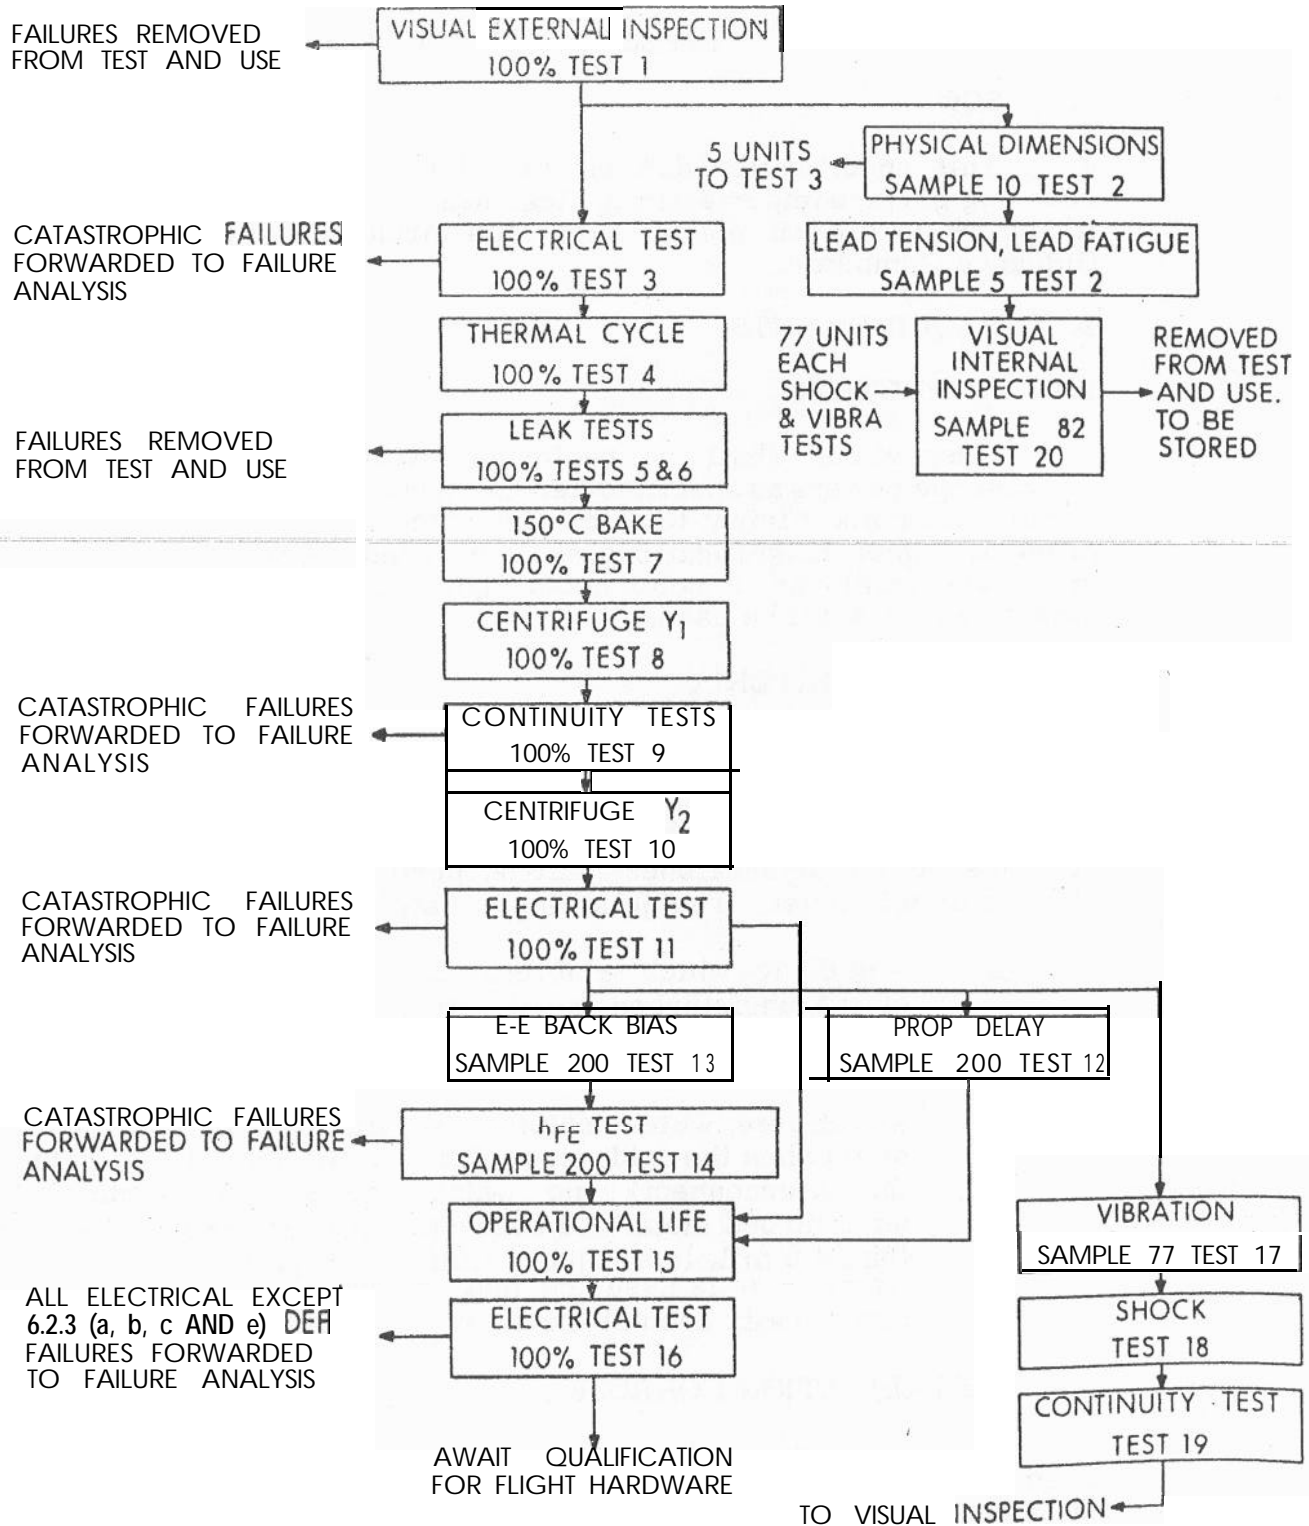 FAILURES REMOVED
FROM TEST AND USE
VISUAL EXTERNAL INSPECTION
100% TEST 1
5 UNITS
TO TEST 3
PHYSICAL DIMENSIONS
SAMPLE 10 TEST 2
CATASTROPHIC FAILURES
FORWARDED TO FAILURE
ANALYSIS
ELECTRICAL TEST
100% TEST 3
LEAD TENSION, LEAD FATIGUE
SAMPLE 5 TEST 2
THERMAL CYCLE
100% TEST 4
77 UNITS
EACH
SHOCK
& VIBRA
TESTS
VISUAL
INTERNAL
INSPECTION
SAMPLE 82
TEST 20
REMOVED
FROM TEST
AND USE.
TO BE
STORED
FAILURES REMOVED
FROM TEST AND USE
LEAK TESTS
100% TESTS 5 & 6
150°C BAKE
100% TEST 7
CENTRIFUGE Y1
100% TEST 8
CATASTROPHIC FAILURES
FORWARDED TO FAILURE
ANALYSIS
CONTINUITY TESTS
100% TEST 9
CENTRIFUGE Y2
100% TEST 10
CATASTROPHIC FAILURES
FORWARDED TO FAILURE
ANALYSIS
ELECTRICAL TEST
100% TEST 11
E-E BACK BIAS
SAMPLE 200 TEST 13
PROP DELAY
SAMPLE 200 TEST 12
CATASTROPHIC FAILURES
FORWARDED TO FAILURE
ANALYSIS
hFE TEST
SAMPLE 200 TEST 14
OPERATIONAL LIFE
100% TEST 15
VIBRATION
SAMPLE 77 TEST 17
ALL ELECTRICAL EXCEPT
6.2.3 (a, b, c AND e) DEF
FAILURES FORWARDED
TO FAILURE ANALYSIS
ELECTRICAL TEST
100% TEST 16
SHOCK
TEST 18
CONTINUITY TEST
TEST 19
AWAIT QUALIFICATION
FOR FLIGHT HARDWARE
TO VISUAL INSPECTION